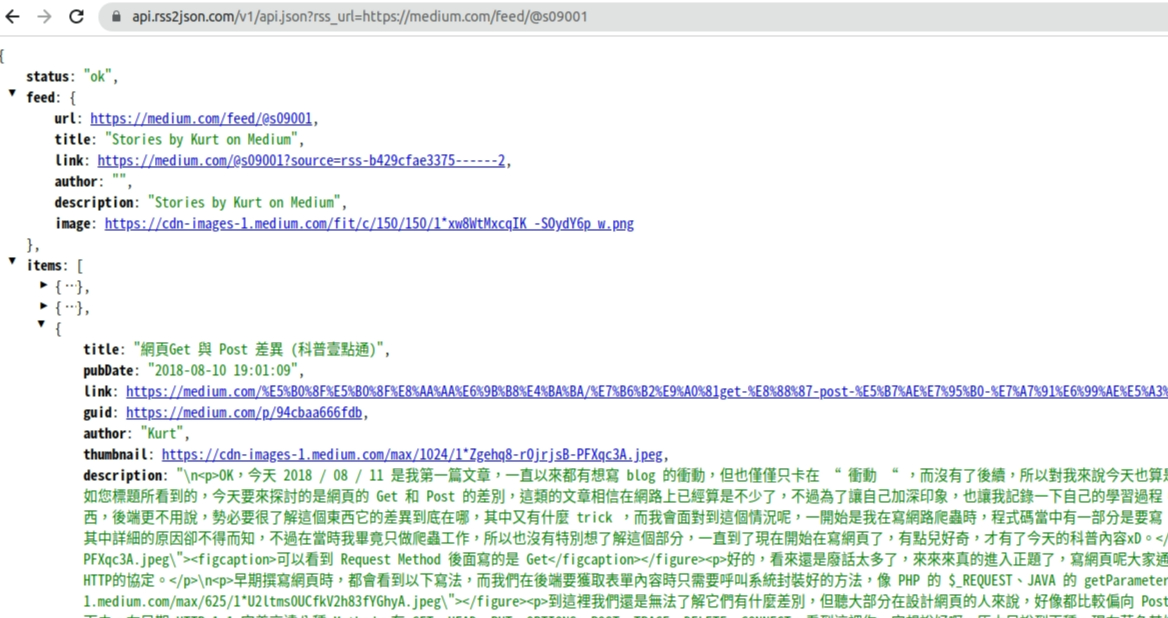 api.rss2json.com/v1/api.json?rss_url=https://medium.com/feed/@s09001
{
status: "ok",
feed: {
url: https://medium.com/feed/@s09001,
title: "Stories by Kurt on Medium",
link: https://medium.com/@s09001?source=rss-b429cfae3375------2,
author: "",
description: "Stories by Kurt on Medium",
image: https://cdn-images-1.medium.com/fit/c/150/150/1*xw8WtMxcqIK_-SOydY6p_w.png
},
items: [
{…},
{…},
{
title: "網頁Get 與 Post 差異 (科普壹點通)",
pubDate: "2018-08-10 19:01:09",
link: https://medium.com/%E5%B0%8F%E5%B0%8F%E8%AA%AA%E6%9B%B8%E4%BA%BA/%E7%B6%B2%E9%A0%81get-%E8%88%87-post-%E5%B7%AE%E7%95%B0-%E7%A7%91%E6%99%AE%E5%A3%
guid: https://medium.com/p/94cbaa666fdb,
author: "Kurt",
thumbnail: https://cdn-images-1.medium.com/max/1024/1*Zgehq8-rOjrjsB-PFXqc3A.jpeg,
description: "\n<p>OK，今天 2018 / 08 / 11 是我第一篇文章，一直以來都有想寫 blog 的衝動，但也僅僅只卡在 “ 衝動 “ ，而沒有了後續，所以對我來說今天也算是
如您標題所看到的，今天要來探討的是網頁的 Get 和 Post 的差別，這類的文章相信在網路上已經算是不少了，不過為了讓自己加深印象，也讓我記錄一下自己的學習過程
西，後端更不用說，勢必要很了解這個東西它的差異到底在哪，其中又有什麼 trick ，而我會面對到這個情況呢，一開始是我在寫網路爬蟲時，程式碼當中有一部分是要寫
其中詳細的原因卻不得而知，不過在當時我畢竟只做爬蟲工作，所以也沒有特別想了解這個部分，一直到了現在開始在寫網頁了，有點兒好奇，才有了今天的科普內容xD。</
PFXqc3A.jpeg\"><figcaption>可以看到 Request Method 後面寫的是 Get</figcaption></figure><p>好的，看來還是廢話太多了，來來來真的進入正題了，寫網頁呢大家通
HTTP的協定。</p>\n<p>早期撰寫網頁時，都會看到以下寫法，而我們在後端要獲取表單內容時只需要呼叫系統封裝好的方法，像 PHP 的 $_REQUEST、JAVA 的 getParameter
1.medium.com/max/625/1*U2ltmsOUCfkV2h83fYGhyA.jpeg\"></figure><p>到這裡我們還是無法了解它們有什麼差別，但聽大部分在設計網頁的人來說，好像都比較偏向 Post